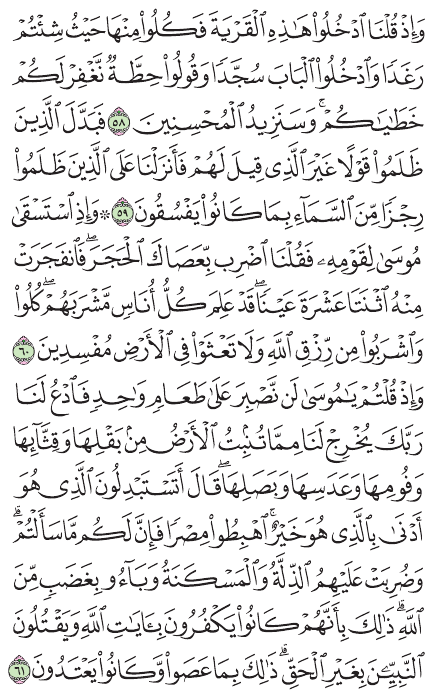 وَإِذْ قُلْنَا ٱدْخُلُوا۟ هَـٰذِهِ ٱلْقَرْيَةَ فَكُلُوا۟ مِنْهَا حَيْثُ شِئْتُمْ
رَغَدًا وَٱدْخُلُوا۟ ٱلْبَابَ سُجَّدًا وَقُولُوا۟ حِطَّةٌ نَّغْفِرْ لَكُمْ
خَطَـٰيَـٰكُمْ ۚ وَسَنَزِيدُ ٱلْمُحْسِنِينَ ٥٨ فَبَدَّلَ ٱلَّذِينَ
ظَلَمُوا۟ قَوْلًا غَيْرَ ٱلَّذِى قِيلَ لَهُمْ فَأَنزَلْنَا عَلَى ٱلَّذِينَ ظَلَمُوا۟
رِجْزًا مِّنَ ٱلسَّمَآءِ بِمَا كَانُوا۟ يَفْسُقُونَ ٥٩ ۞ وَإِذِ ٱسْتَسْقَىٰ
مُوسَىٰ لِقَوْمِهِۦ فَقُلْنَا ٱضْرِب بِّعَصَاكَ ٱلْحَجَرَ ۖ فَٱنفَجَرَتْ
مِنْهُ ٱثْنَتَا عَشْرَةَ عَيْنًا ۖ قَدْ عَلِمَ كُلُّ أُنَاسٍ مَّشْرَبَهُمْ ۖ كُلُوا۟
وَٱشْرَبُوا۟ مِن رِّزْقِ ٱللَّهِ وَلَا تَعْثَوْا۟ فِى ٱلْأَرْضِ مُفْسِدِينَ ٦٠
وَإِذْ قُلْتُمْ يَـٰمُوسَىٰ لَن نَّصْبِرَ عَلَىٰ طَعَامٍ وَٰحِدٍ فَٱدْعُ لَنَا
رَبَّكَ يُخْرِجْ لَنَا مِمَّا تُنۢبِتُ ٱلْأَرْضُ مِنۢ بَقْلِهَا وَقِثَّآئِهَا
وَفُومِهَا وَعَدَسِهَا وَبَصَلِهَا ۖ قَالَ أَتَسْتَبْدِلُونَ ٱلَّذِى هُوَ
أَدْنَىٰ بِٱلَّذِى هُوَ خَيْرٌ ۚ ٱهْبِطُوا۟ مِصْرًا فَإِنَّ لَكُم مَّا سَأَلْتُمْ ۗ
وَضُرِبَتْ عَلَيْهِمُ ٱلذِّلَّةُ وَٱلْمَسْكَنَةُ وَبَآءُو بِغَضَبٍ مِّنَ
ٱللَّهِ ۗ ذَٰلِكَ بِأَنَّهُمْ كَانُوا۟ يَكْفُرُونَ بِـَٔايَـٰتِ ٱللَّهِ وَيَقْتُلُونَ
ٱلنَّبِيِّـۧنَ بِغَيْرِ ٱلْحَقِّ ۗ ذَٰلِكَ بِمَا عَصَوا۟ وَّكَانُوا۟ يَعْتَدُونَ ٦١